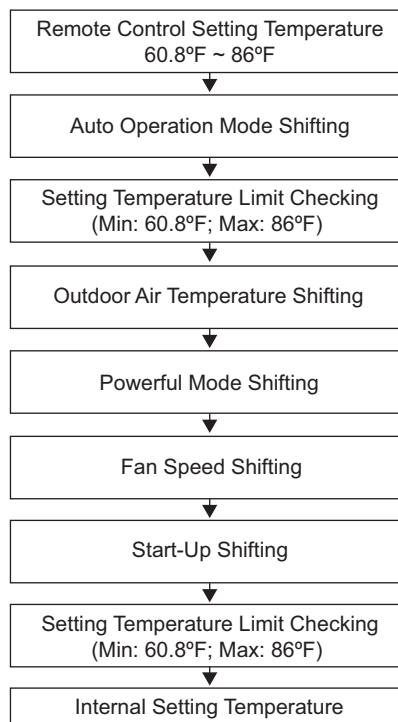 Remote Control Setting Temperature
60.8ºF ~ 86ºF
Auto Operation Mode Shifting
Setting Temperature Limit Checking
(Min: 60.8ºF; Max: 86ºF)
Outdoor Air Temperature Shifting
Powerful Mode Shifting
Fan Speed Shifting
Start-Up Shifting
Setting Temperature Limit Checking
(Min: 60.8ºF; Max: 86ºF)
Internal Setting Temperature